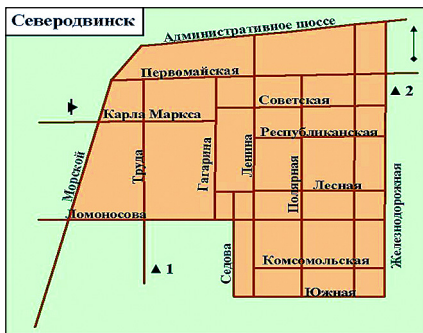 Северодвинск
Административное шоссе
Первомайская
2
Советская
Карла Маркса
Республиканская
Морской
Труда
Гагарина
Ленина
Полярная
Лесная
Железнодорожная
Ломоносова
Седова
1
Комсомольская
Южная